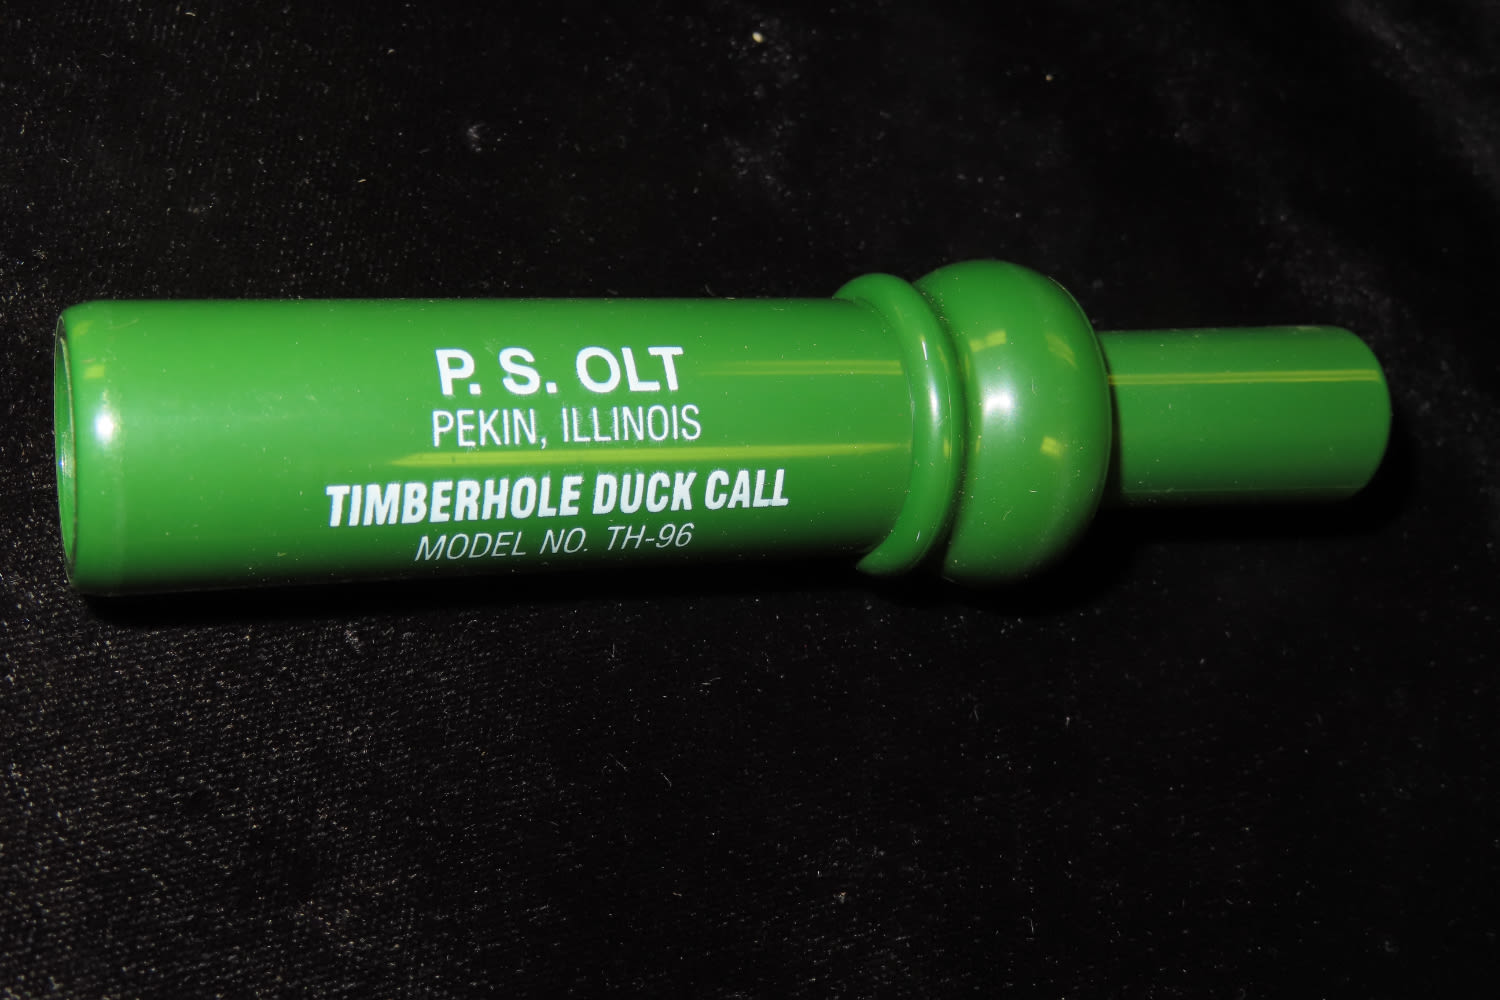 P. S. OLT
PEKIN, ILLINOIS
TIMBERHOLE DUCK CALL
MODEL NO. TH-96